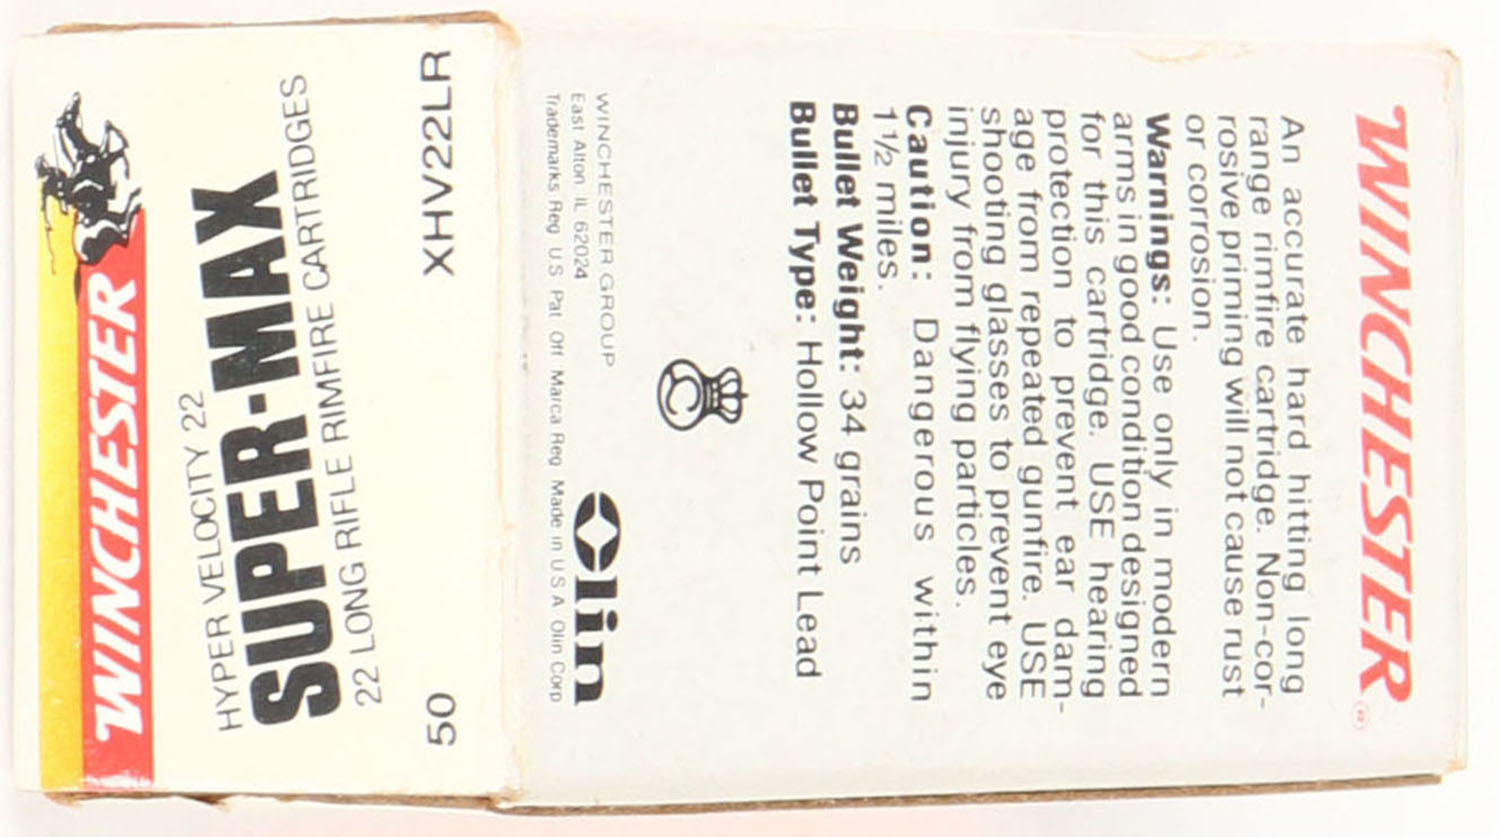 WINCHESTER
HYPER VELOCITY 22
SUPER-MAX
22 LONG RIFLE RIMFIRE CARTRIDGES
50 XHV22LR
WINCHESTER®
An accurate hard hitting long
range rimfire cartridge. Non-cor-
rosive priming will not cause rust
or corrosion.
Warnings: Use only in modern
arms in good condition designed
for this cartridge. USE hearing
protection to prevent ear dam-
age from repeated gunfire. USE
shooting glasses to prevent eye
injury from flying particles.
Caution: Dangerous within
1½ miles.
Bullet Weight: 34 grains
Bullet Type: Hollow Point Lead
C
WINCHESTER GROUP
East Alton IL 62024
Olin
Trademarks Reg U.S. Pat Off Marca Reg Made in U S A Olin Corp